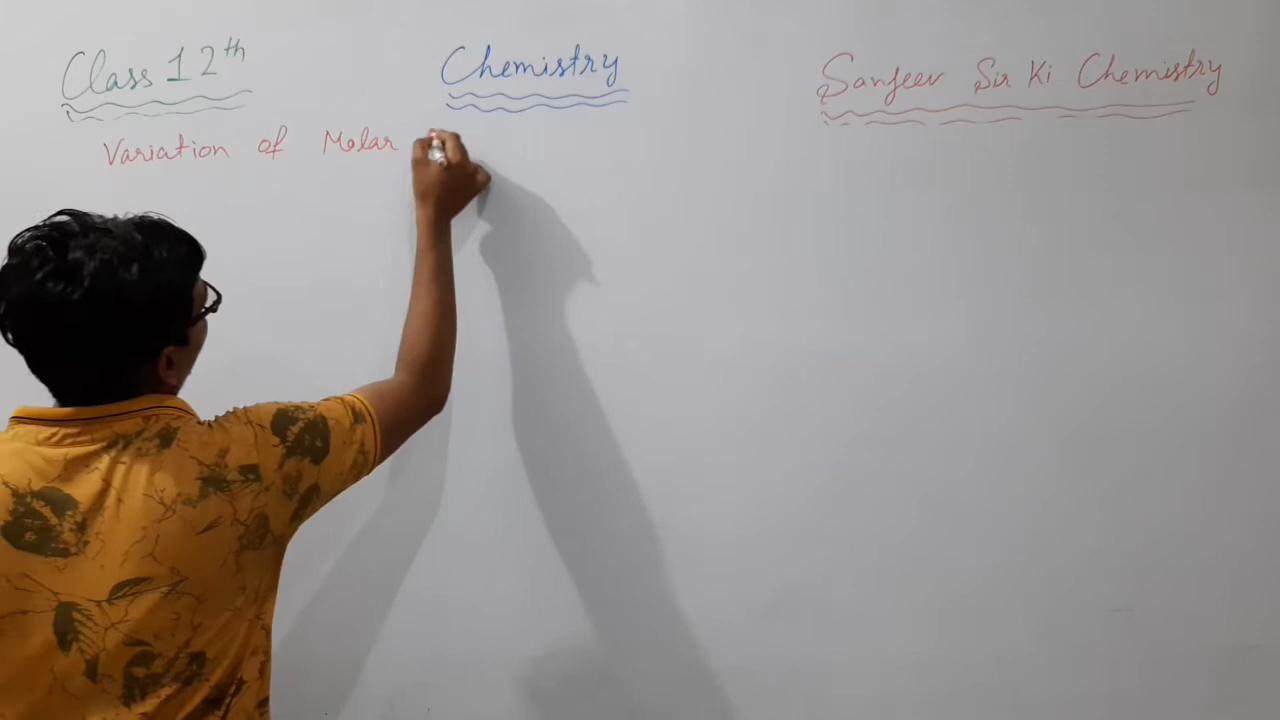 Class 12th
Chemistry
Sanjeev Sir Ki Chemistry
Variation of Molar